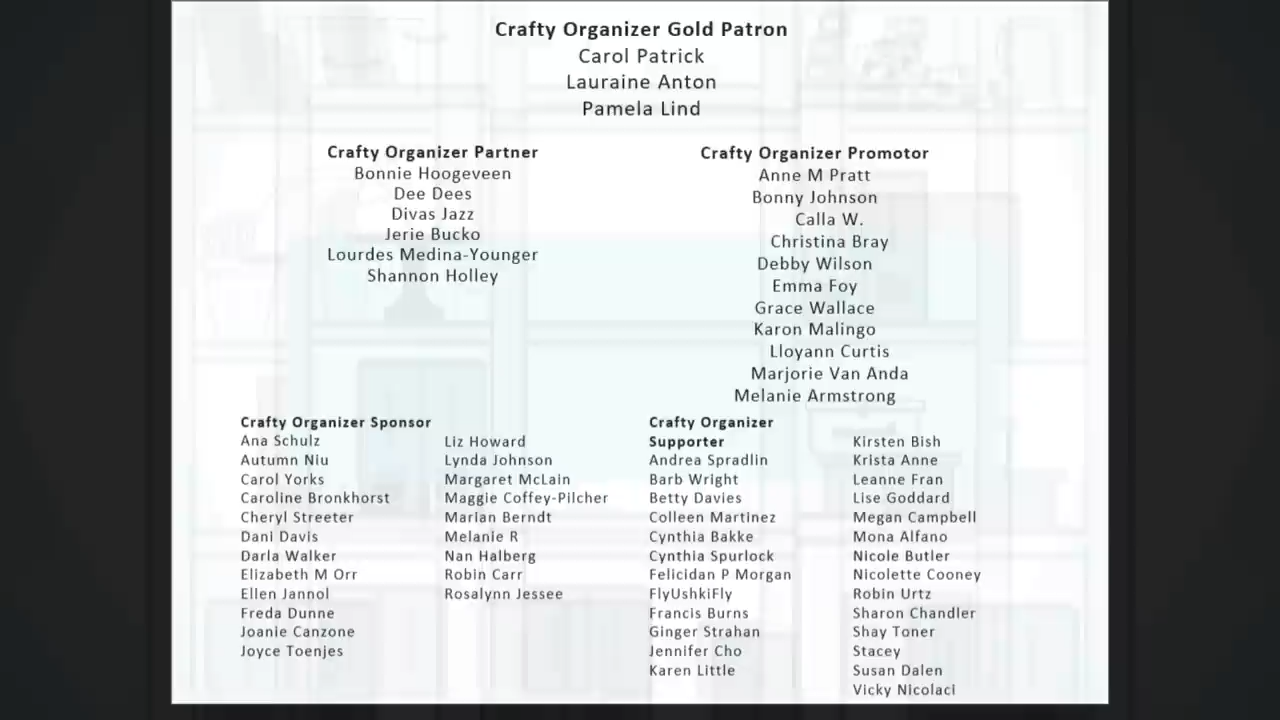 Crafty Organizer Gold Patron
Carol Patrick
Lauraine Anton
Pamela Lind
Crafty Organizer Partner
Bonnie Hoogeveen
Dee Dees
Divas Jazz
Jerie Bucko
Lourdes Medina-Younger
Shannon Holley
Crafty Organizer Promotor
Anne M Pratt
Bonny Johnson
Calla W.
Christina Bray
Debby Wilson
Emma Foy
Grace Wallace
Karon Malingo
Lloyann Curtis
Marjorie Van Anda
Melanie Armstrong
Crafty Organizer Sponsor
Ana Schulz
Autumn Niu
Carol Yorks
Caroline Bronkhorst
Cheryl Streeter
Dani Davis
Darla Walker
Elizabeth M Orr
Ellen Jannol
Freda Dunne
Joanie Canzone
Joyce Toenjes
Liz Howard
Lynda Johnson
Margaret McLain
Maggie Coffey-Pilcher
Marian Berndt
Melanie R
Nan Halberg
Robin Carr
Rosalynn Jessee
Crafty Organizer
Supporter
Andrea Spradlin
Barb Wright
Betty Davies
Colleen Martinez
Cynthia Bakke
Cynthia Spurlock
Felicidan P Morgan
FlyUshkiFly
Francis Burns
Ginger Strahan
Jennifer Cho
Karen Little
Kirsten Bish
Krista Anne
Leanne Fran
Lise Goddard
Megan Campbell
Mona Alfano
Nicole Butler
Nicolette Cooney
Robin Urtz
Sharon Chandler
Shay Toner
Stacey
Susan Dalen
Vicky Nicolaci